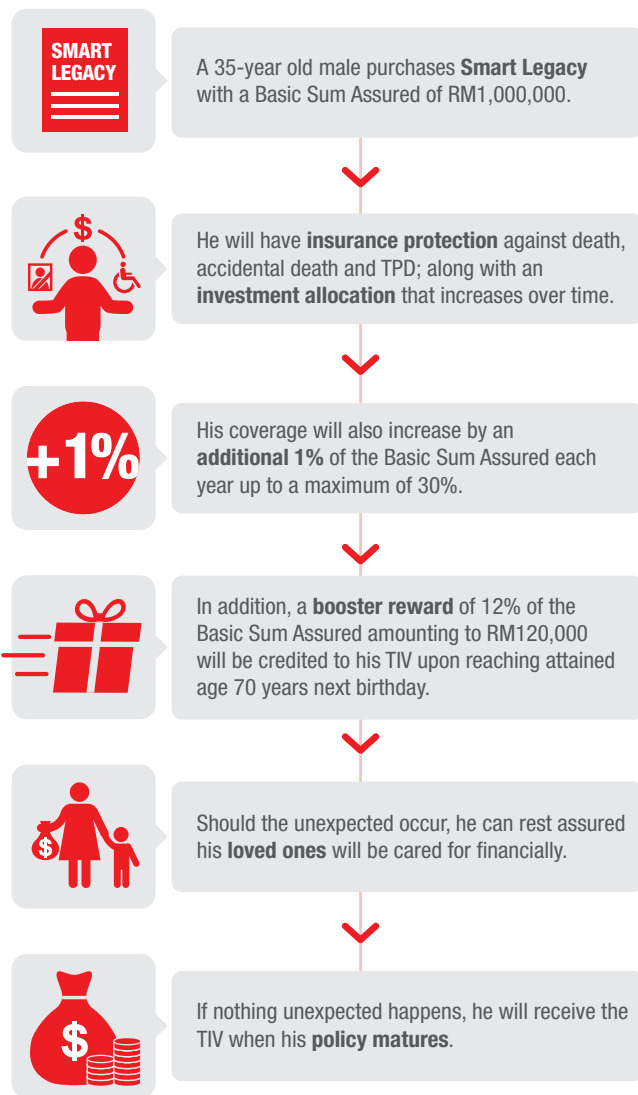 SMART
LEGACY
A 35-year old male purchases Smart Legacy
with a Basic Sum Assured of RM1,000,000.
$
He will have insurance protection against death,
accidental death and TPD; along with an
investment allocation that increases over time.
+1%
His coverage will also increase by an
additional 1% of the Basic Sum Assured each
year up to a maximum of 30%.
In addition, a booster reward of 12% of the
Basic Sum Assured amounting to RM120,000
will be credited to his TIV upon reaching attained
age 70 years next birthday.
$
Should the unexpected occur, he can rest assured
his loved ones will be cared for financially.
$
If nothing unexpected happens, he will receive the
TIV when his policy matures.